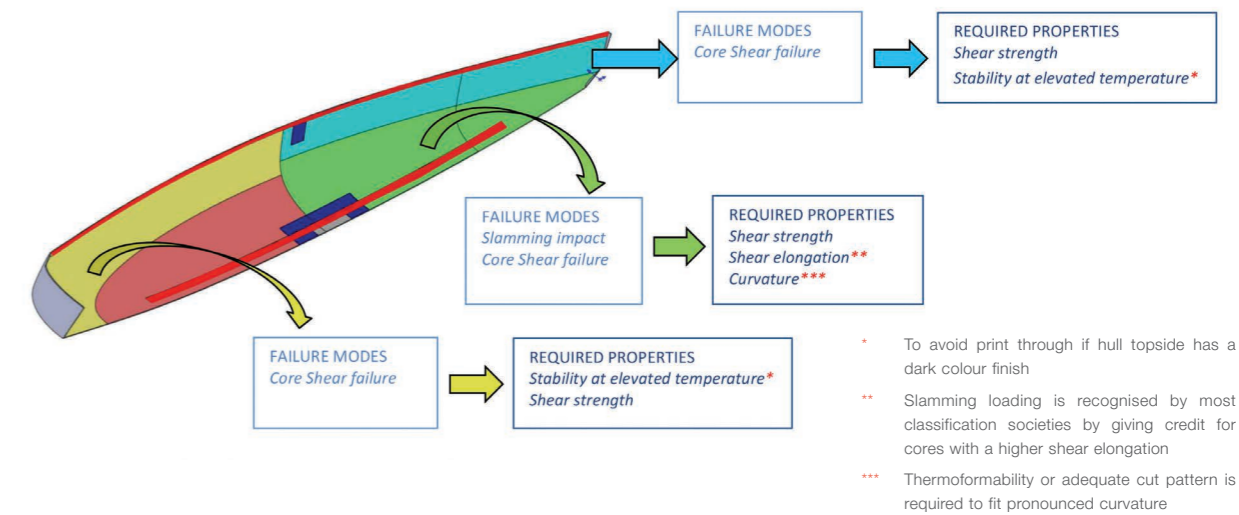 FAILURE MODES
Core Shear failure
REQUIRED PROPERTIES
Shear strength
Stability at elevated temperature*
FAILURE MODES
Slamming impact
Core Shear failure
REQUIRED PROPERTIES
Shear strength
Shear elongation**
Curvature***
FAILURE MODES
Core Shear failure
REQUIRED PROPERTIES
Stability at elevated temperature*
Shear strength
* To avoid print through if hull topside has a
dark colour finish
** Slamming loading is recognised by most
classification societies by giving credit for
cores with a higher shear elongation
*** Thermoformability or adequate cut pattern is
required to fit pronounced curvature